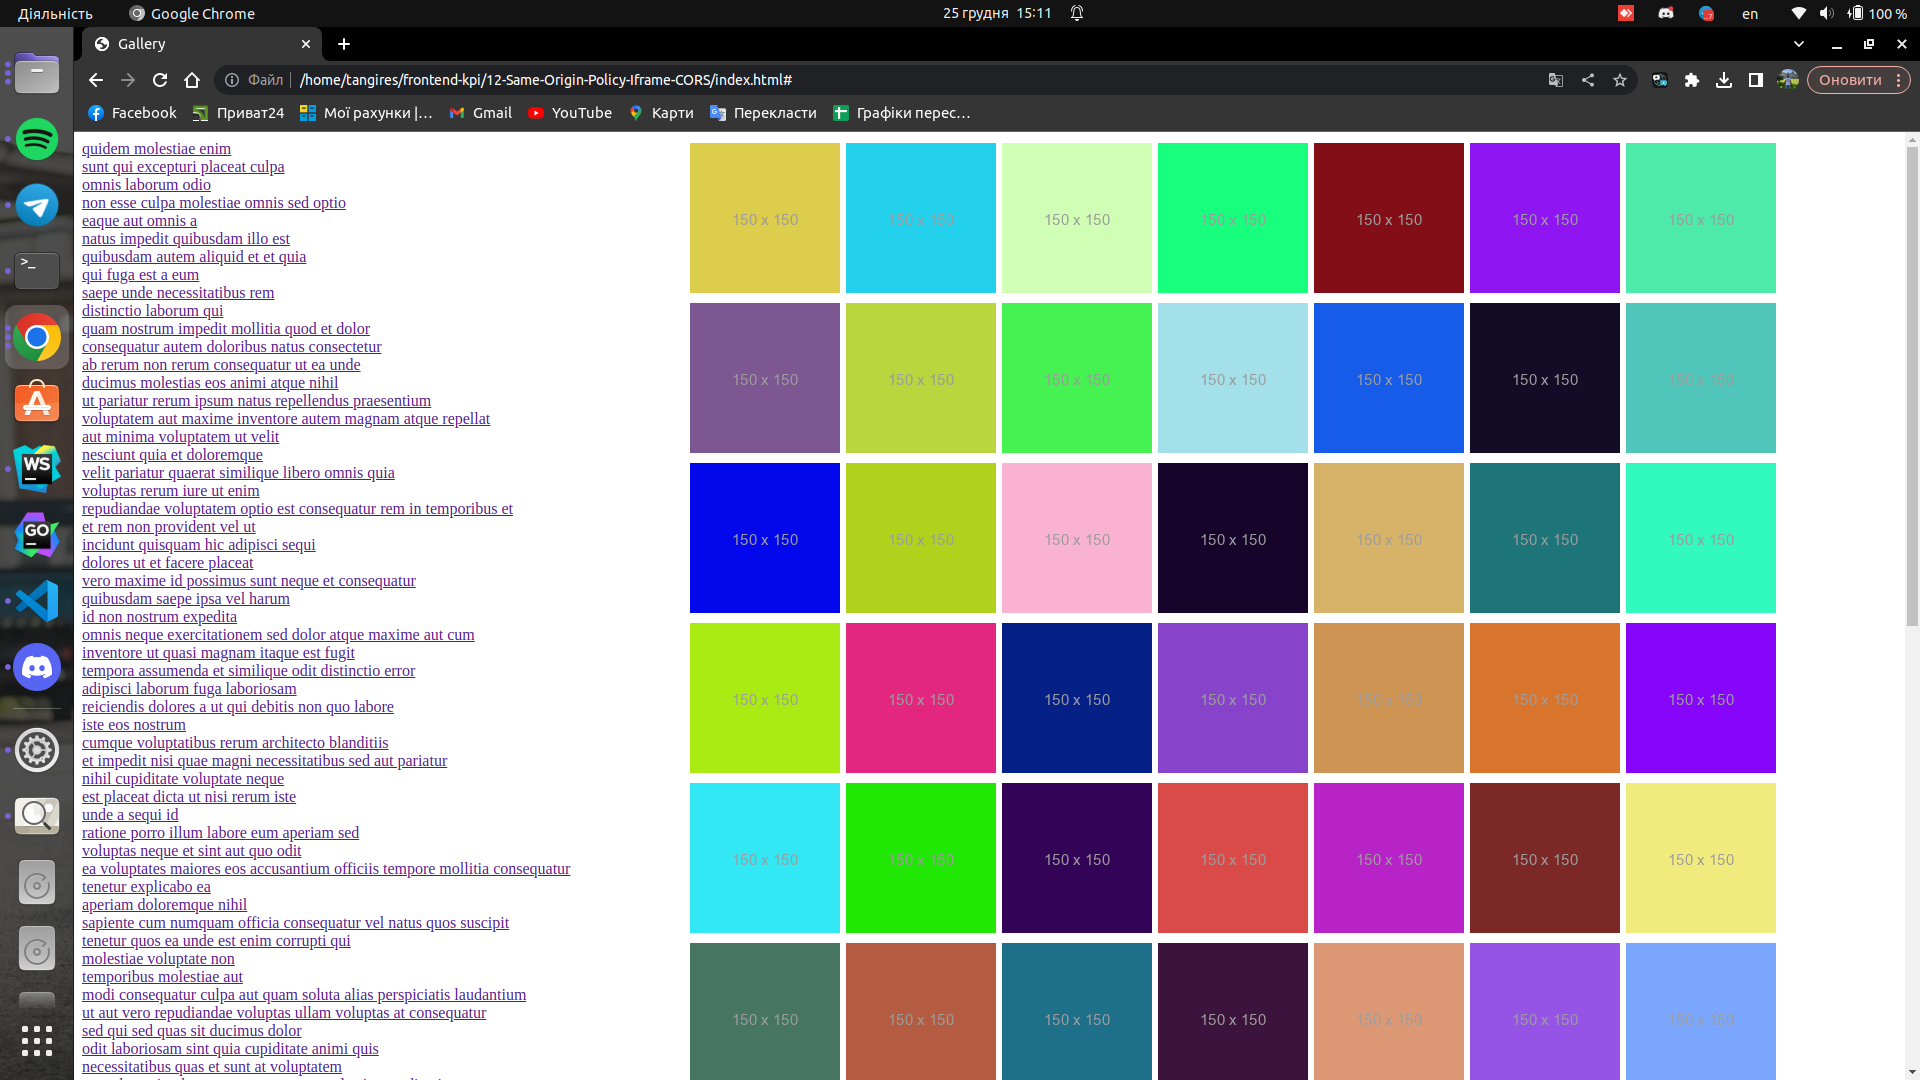 Діяльність
Google Chrome
25 грудня 15:11
en
100 %
Gallery
Файл
/home/tangires/frontend-kpi/12-Same-Origin-Policy-Iframe-CORS/index.html#
Оновити
Facebook
Приват24
Мої рахунки |…
Gmail
YouTube
Карти
Перекласти
Графіки перес…
quidem molestiae enim
sunt qui excepturi placeat culpa
omnis laborum odio
non esse culpa molestiae omnis sed optio
eaque aut omnis a
natus impedit quibusdam illo est
quibusdam autem aliquid et et quia
qui fuga est a eum
saepe unde necessitatibus rem
distinctio laborum qui
quam nostrum impedit mollitia quod et dolor
consequatur autem doloribus natus consectetur
ab rerum non rerum consequatur ut ea unde
ducimus molestias eos animi atque nihil
ut pariatur rerum ipsum natus repellendus praesentium
voluptatem aut maxime inventore autem magnam atque repellat
aut minima voluptatem ut velit
nesciunt quia et doloremque
velit pariatur quaerat similique libero omnis quia
voluptas rerum iure ut enim
repudiandae voluptatem optio est consequatur rem in temporibus et
et rem non provident vel ut
incidunt quisquam hic adipisci sequi
dolores ut et facere placeat
vero maxime id possimus sunt neque et consequatur
quibusdam saepe ipsa vel harum
id non nostrum expedita
omnis neque exercitationem sed dolor atque maxime aut cum
inventore ut quasi magnam itaque est fugit
tempora assumenda et similique odit distinctio error
adipisci laborum fuga laboriosam
reiciendis dolores a ut qui debitis non quo labore
iste eos nostrum
cumque voluptatibus rerum architecto blanditiis
et impedit nisi quae magni necessitatibus sed aut pariatur
nihil cupiditate voluptate neque
est placeat dicta ut nisi rerum iste
unde a sequi id
ratione porro illum labore eum aperiam sed
voluptas neque et sint aut quo odit
ea voluptates maiores eos accusantium officiis tempore mollitia consequatur
tenetur explicabo ea
aperiam doloremque nihil
sapiente cum numquam officia consequatur vel natus quos suscipit
tenetur quos ea unde est enim corrupti qui
molestiae voluptate non
temporibus molestiae aut
modi consequatur culpa aut quam soluta alias perspiciatis laudantium
ut aut vero repudiandae voluptas ullam voluptas at consequatur
sed qui sed quas sit ducimus dolor
odit laboriosam sint quia cupiditate animi quis
necessitatibus quas et sunt at voluptatem
150 x 150 150 x 150 150 x 150 150 x 150 150 x 150 150 x 150 150 x 150
150 x 150 150 x 150 150 x 150 150 x 150 150 x 150 150 x 150 150 x 150
150 x 150 150 x 150 150 x 150 150 x 150 150 x 150 150 x 150 150 x 150
150 x 150 150 x 150 150 x 150 150 x 150 150 x 150 150 x 150 150 x 150
150 x 150 150 x 150 150 x 150 150 x 150 150 x 150 150 x 150 150 x 150
150 x 150 150 x 150 150 x 150 150 x 150 150 x 150 150 x 150 150 x 150
WS
GO